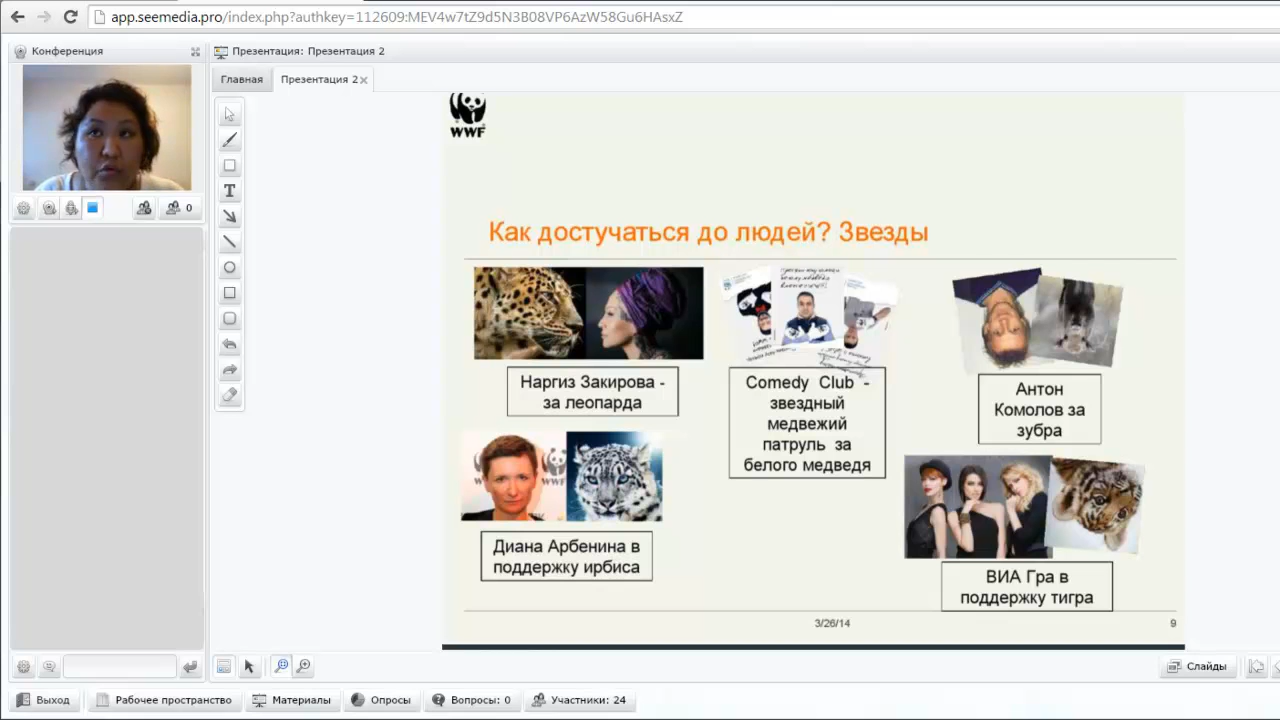 app.seemedia.pro/index.php?authkey=112609:MEV4w7tZ9d5N3B08VP6AzW58Gu6HAsxZ
Конференция
Презентация: Презентация 2
Главная
Презентация 2
WWF
Как достучаться до людей? Звезды
Наргиз Закирова -
за леопарда
Comedy Club -
звездный
медвежий
патруль за
белого медведя
Антон
Комолов за
зубра
Диана Арбенина в
поддержку ирбиса
ВИА Гра в
поддержку тигра
3/26/14
9
T
0
Слайды
Выход
Рабочее пространство
Материалы
Опросы
Вопросы: 0
Участники: 24